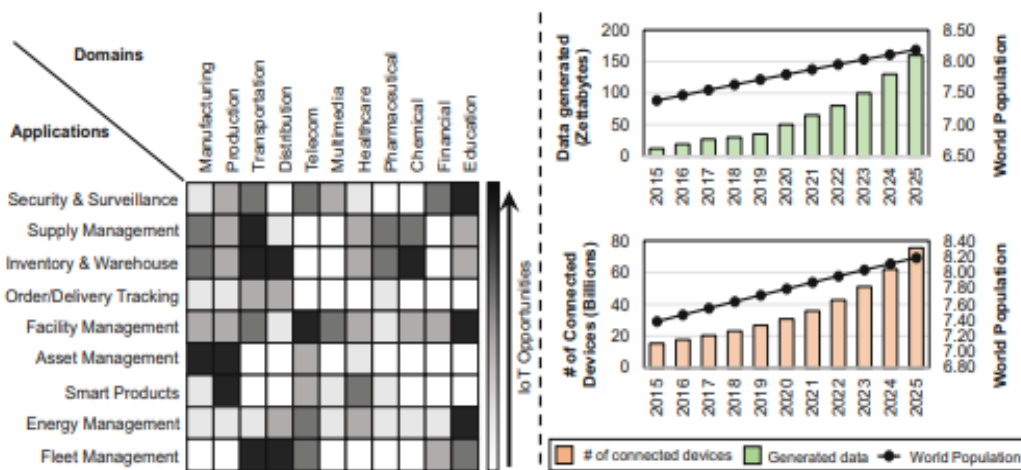 Domains
Applications
Manufacturing
Production
Transportation
Distribution
Telecom
Multimedia
Healthcare
Pharmaceutical
Chemical
Financial
Education
Security & Surveillance
Supply Management
Inventory & Warehouse
Order/Delivery Tracking
Facility Management
Asset Management
Smart Products
Energy Management
Fleet Management
IoT Opportunities
Data generated
(Zettabytes)
200
150
100
50
0
8.50
8.00
7.50
7.00
6.50
World Population
2015
2016
2017
2018
2019
2020
2021
2022
2023
2024
2025
# of Connected
Devices (Billions)
80
60
40
20
0
8.40
8.20
8.00
7.80
7.60
7.40
7.20
7.00
6.80
World Population
2015
2016
2017
2018
2019
2020
2021
2022
2023
2024
2025
# of connected devices
Generated data
World Population